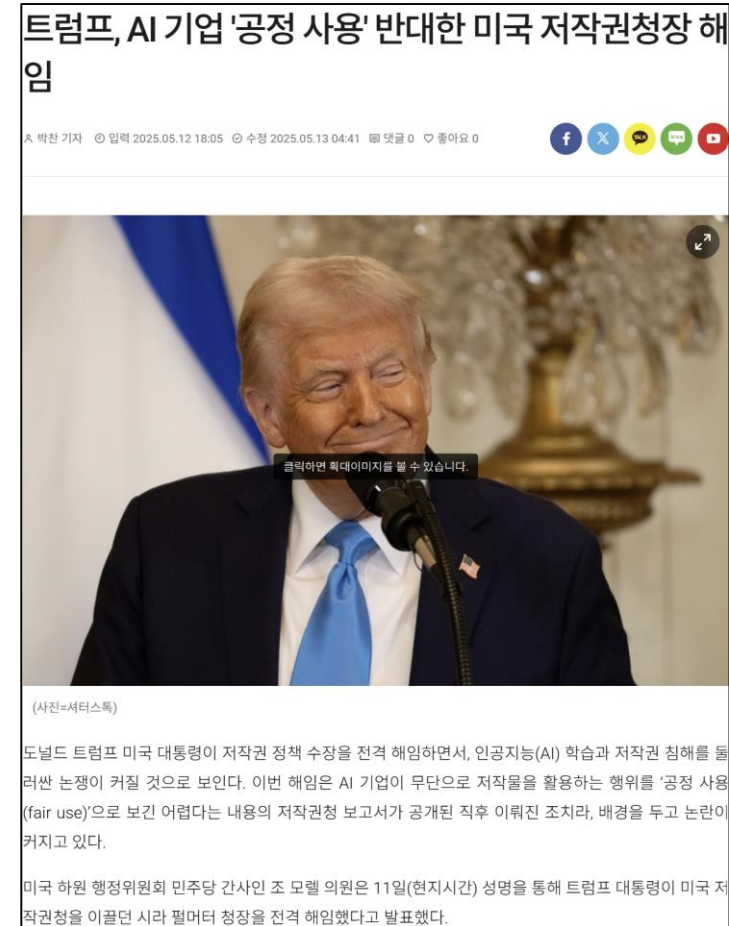 트럼프, AI 기업 '공정 사용' 반대한 미국 저작권청장 해
임
박찬 기자 입력 2025.05.12 18:05 수정 2025.05.13 04:41 댓글 0 좋아요 0
클릭하면 확대이미지를 볼 수 있습니다.
(사진=셔터스톡)
도널드 트럼프 미국 대통령이 저작권 정책 수장을 전격 해임하면서, 인공지능(AI) 학습과 저작권 침해를 둘
러싼 논쟁이 커질 것으로 보인다. 이번 해임은 AI 기업이 무단으로 저작물을 활용하는 행위를 ‘공정 사용
(fair use)’으로 보긴 어렵다는 내용의 저작권청 보고서가 공개된 직후 이뤄진 조치라, 배경을 두고 논란이
커지고 있다.
미국 하원 행정위원회 민주당 간사인 조 모렐 의원은 11일(현지시간) 성명을 통해 트럼프 대통령이 미국 저
작권청을 이끌던 시라 펄머터 청장을 전격 해임했다고 발표했다.